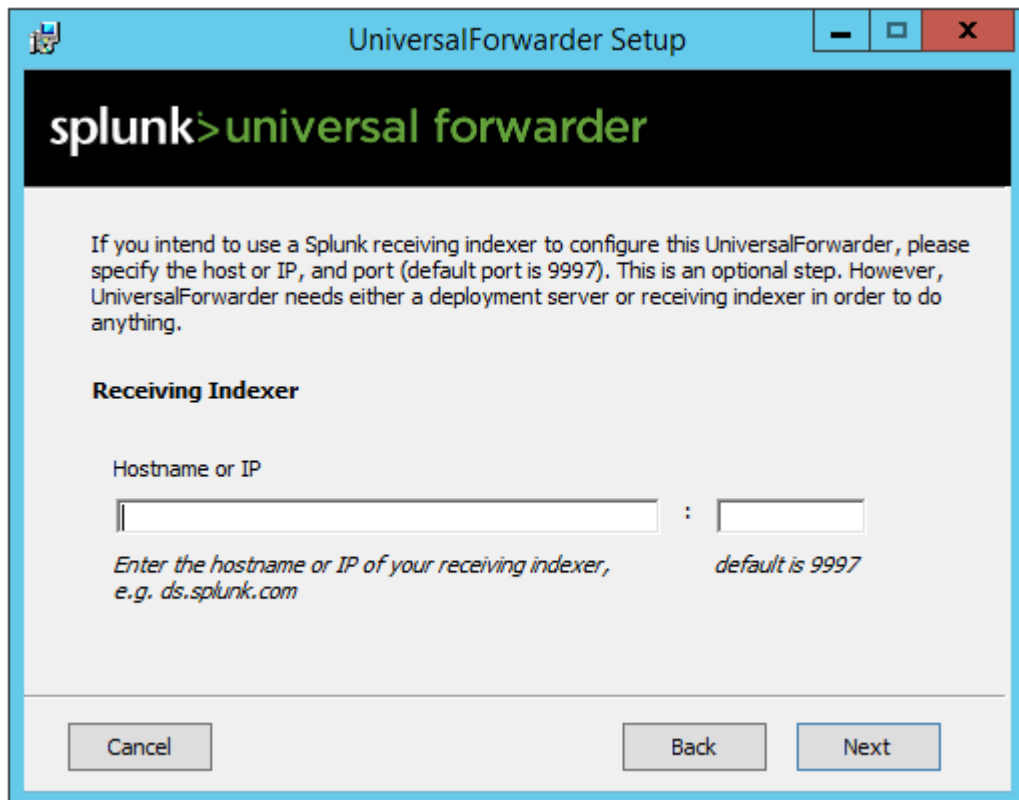 UniversalForwarder Setup
splunk>universal forwarder
If you intend to use a Splunk receiving indexer to configure this UniversalForwarder, please
specify the host or IP, and port (default port is 9997). This is an optional step. However,
UniversalForwarder needs either a deployment server or receiving indexer in order to do
anything.
Receiving Indexer
Hostname or IP
:
Enter the hostname or IP of your receiving indexer,
e.g. ds.splunk.com
default is 9997
Cancel
Back
Next